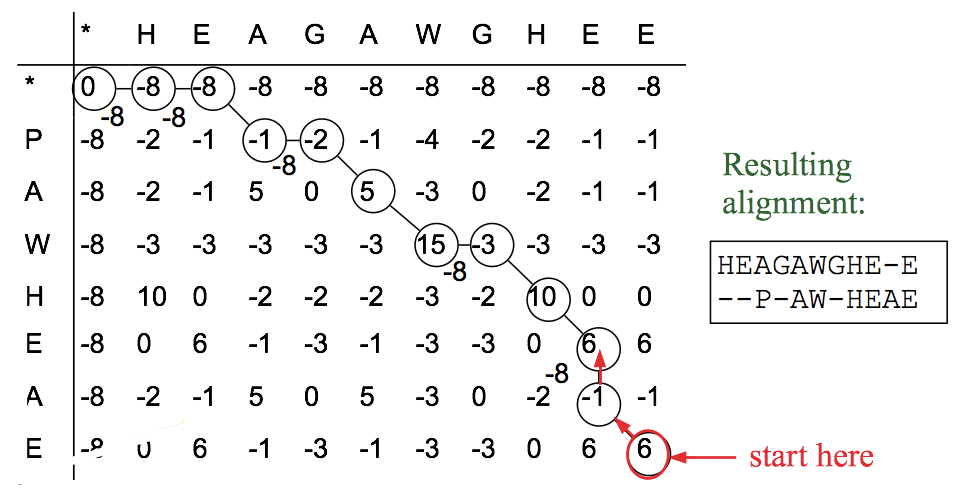 * H E A G A W G H E E
* 0 -8 -8 -8 -8 -8 -8 -8 -8 -8 -8
-8 -8
P -8 -2 -1 -1 -2 -1 -4 -2 -2 -1 -1
-8
A -8 -2 -1 5 0 5 -3 0 -2 -1 -1
W -8 -3 -3 -3 -3 -3 15 -3 -3 -3 -3
-8
H -8 10 0 -2 -2 -2 -3 -2 10 0 0
E -8 0 6 -1 -3 -1 -3 -3 0 6 6
-8
A -8 -2 -1 5 0 5 -3 0 -2 -1 -1
E -8 0 6 -1 -3 -1 -3 -3 0 6 6
start here
Resulting
alignment:
HEAGAWGHE-E
--P-AW-HEAE